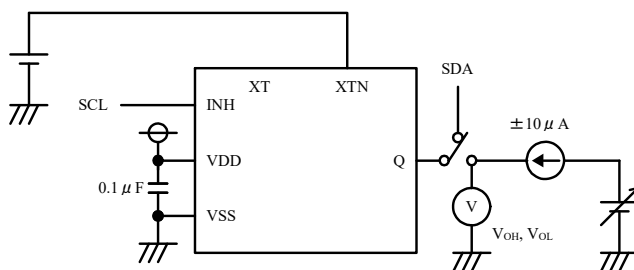 XT XTN
SDA
SCL INH
±10μA
VDD Q
0.1μF
V
VSS
VOH, VOL